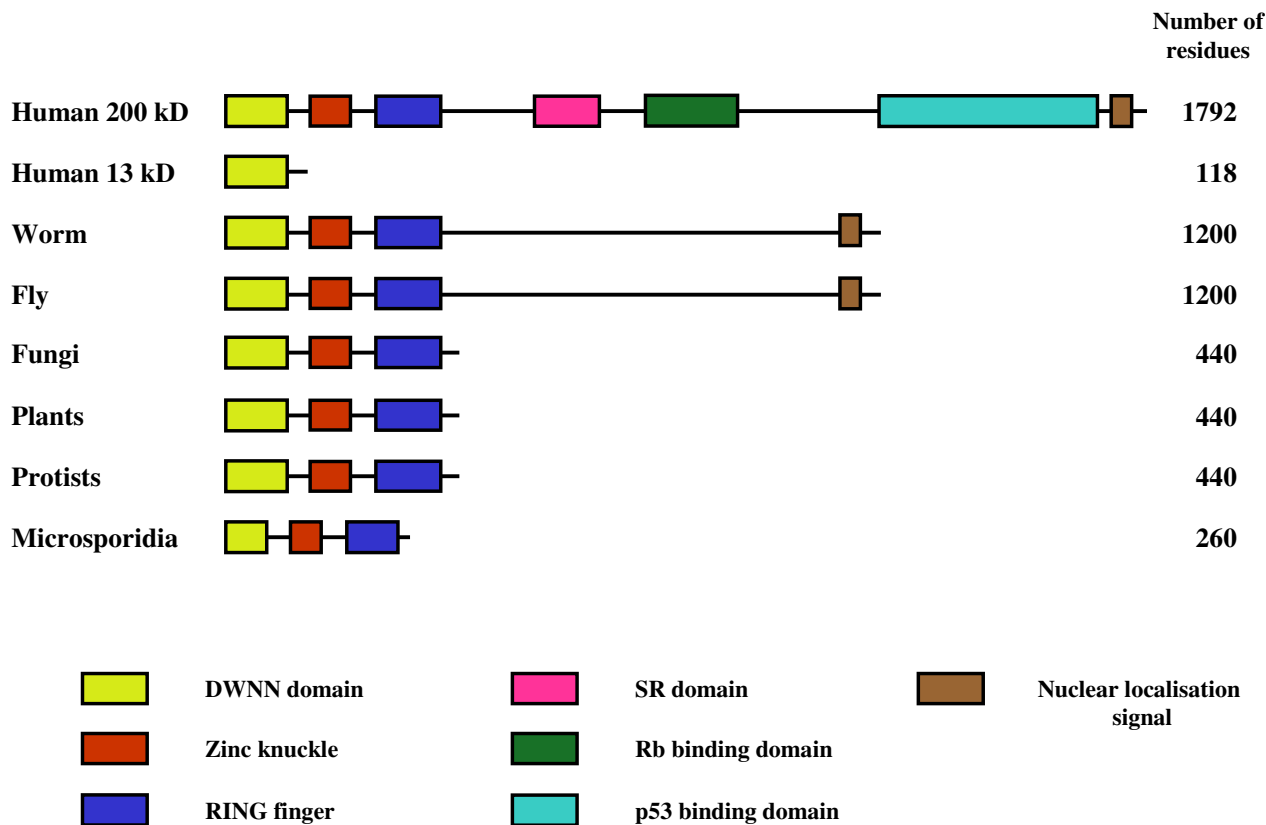 Number of
residues
Human 200 kD 1792
Human 13 kD 118
Worm 1200
Fly 1200
Fungi 440
Plants 440
Protists 440
Microsporidia 260
DWNN domain SR domain Nuclear localisation
signal
Zinc knuckle Rb binding domain
RING finger p53 binding domain